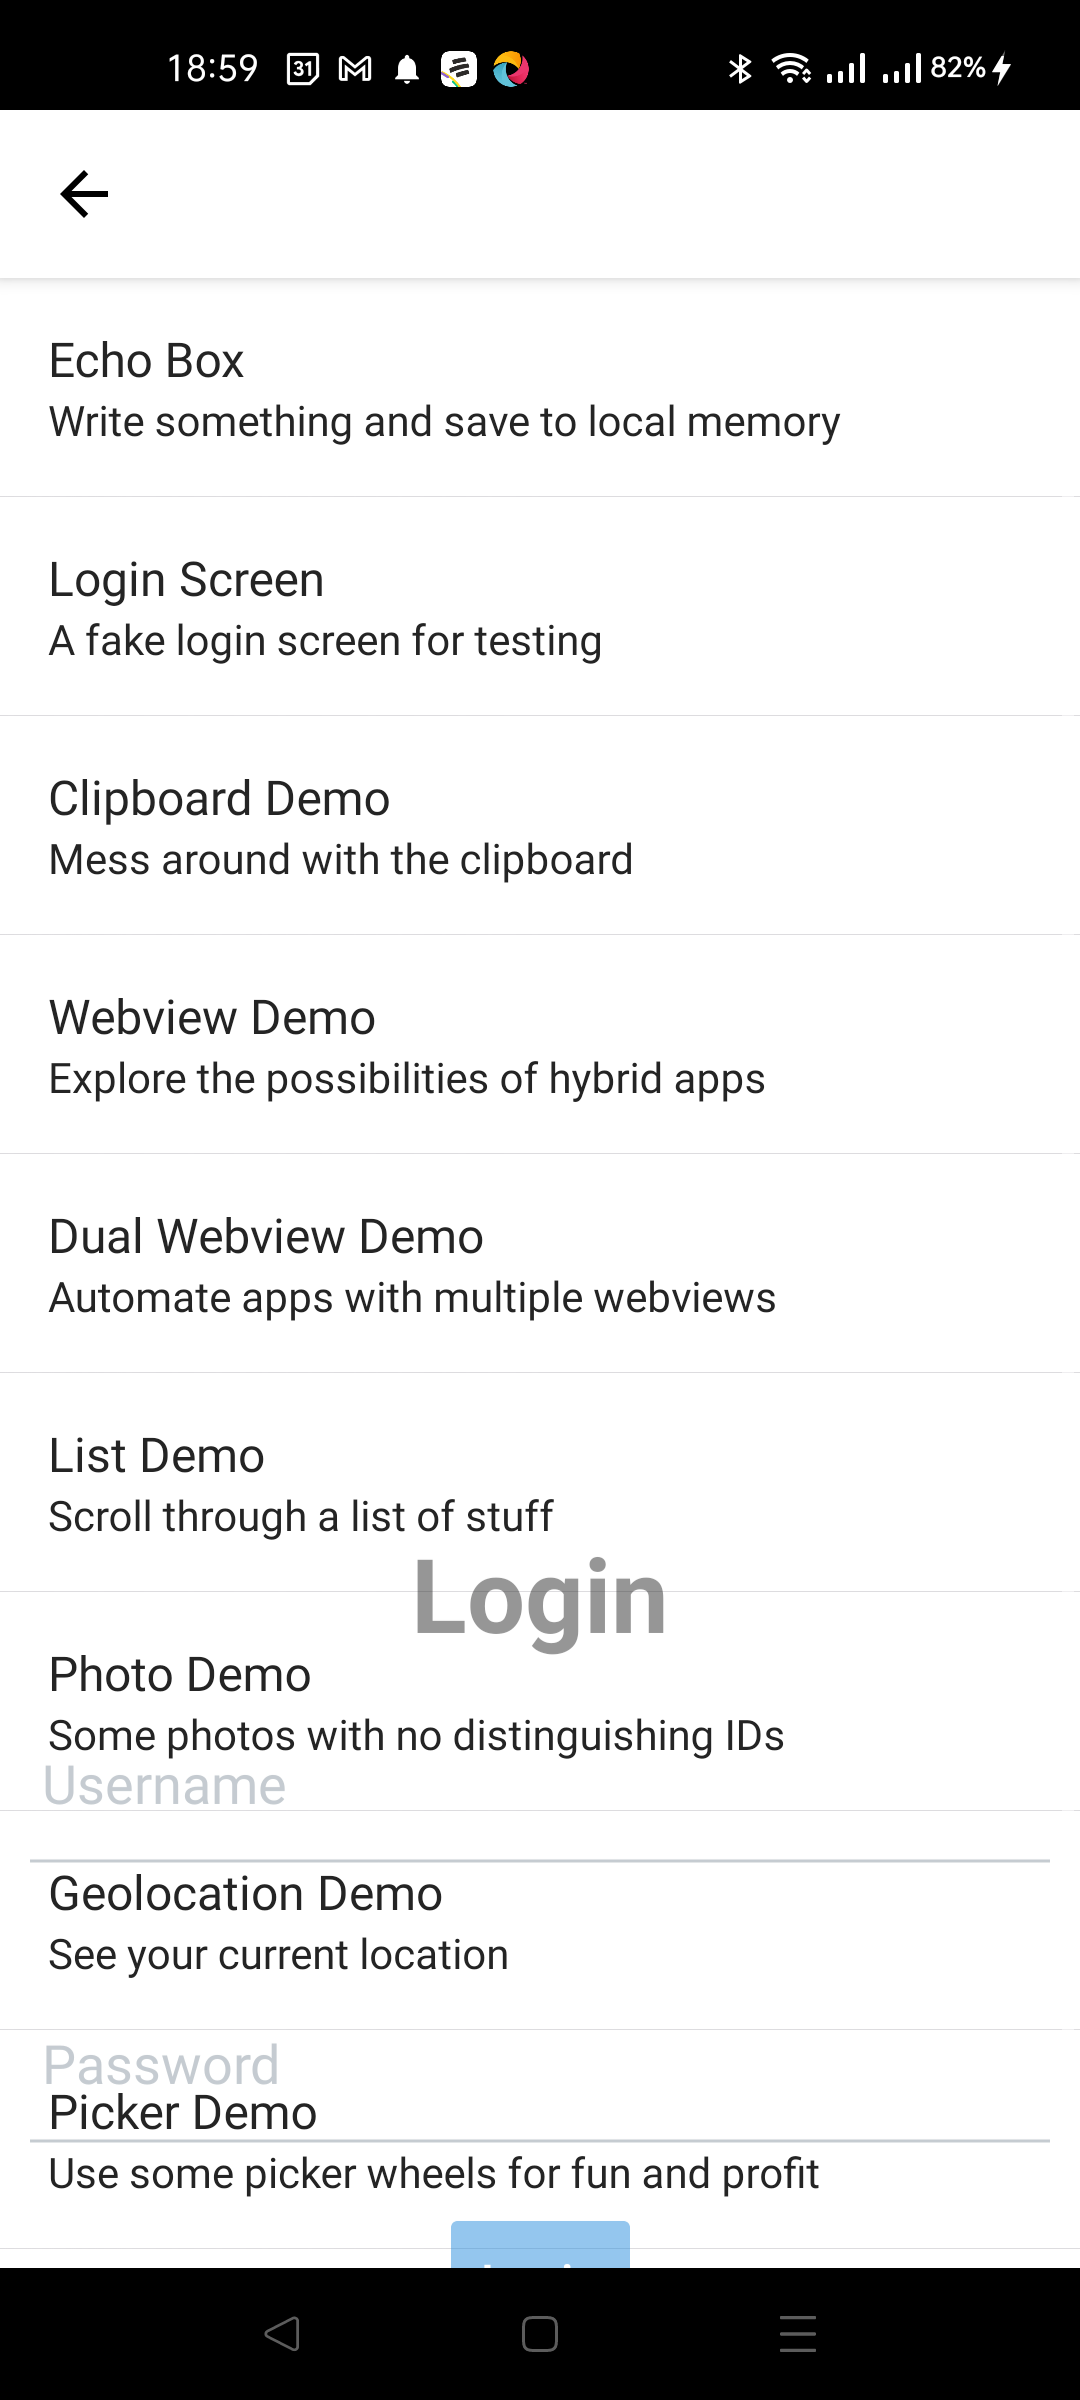 18:59 31 82%
Echo Box
Write something and save to local memory
Login Screen
A fake login screen for testing
Clipboard Demo
Mess around with the clipboard
Webview Demo
Explore the possibilities of hybrid apps
Dual Webview Demo
Automate apps with multiple webviews
List Demo
Scroll through a list of stuff
Login
Photo Demo
Some photos with no distinguishing IDs
Username
Geolocation Demo
See your current location
Password
Picker Demo
Use some picker wheels for fun and profit